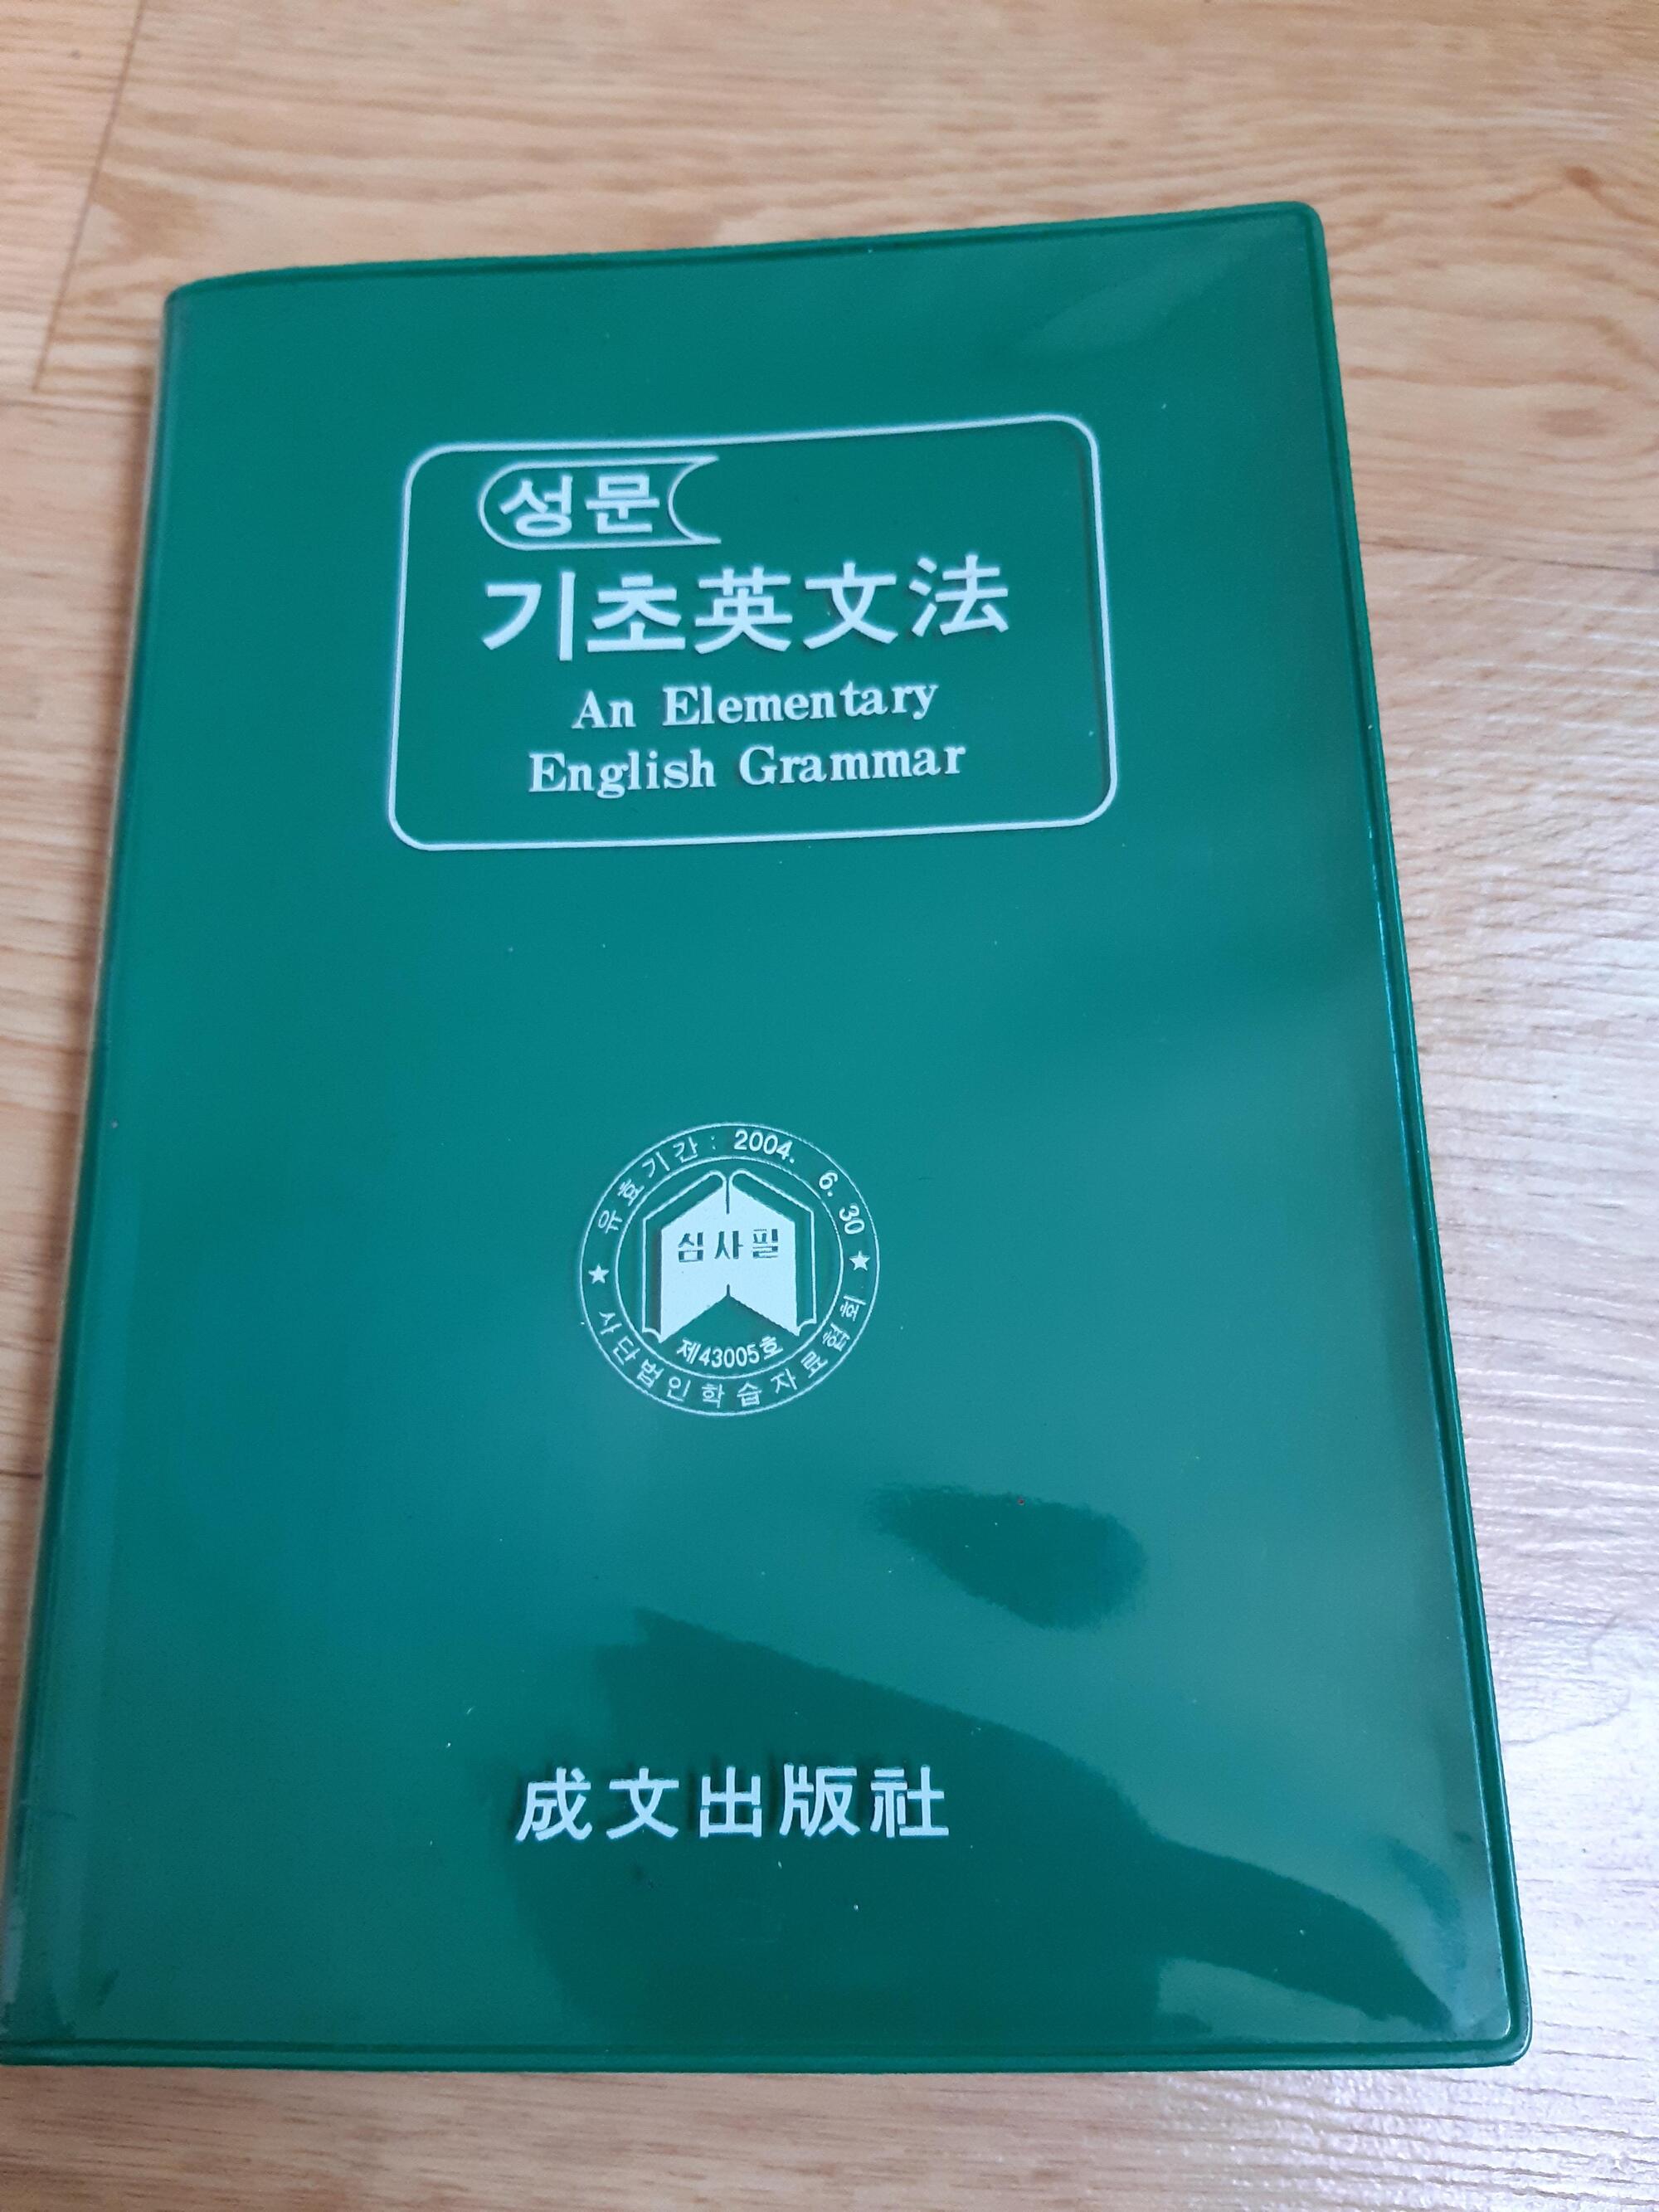 성문
기초英文法
An Elementary
English Grammar
유효기간 : 2004. 6. 30
심사필
제43005호
★ 사단법인학습자료협회 ★
成文出版社